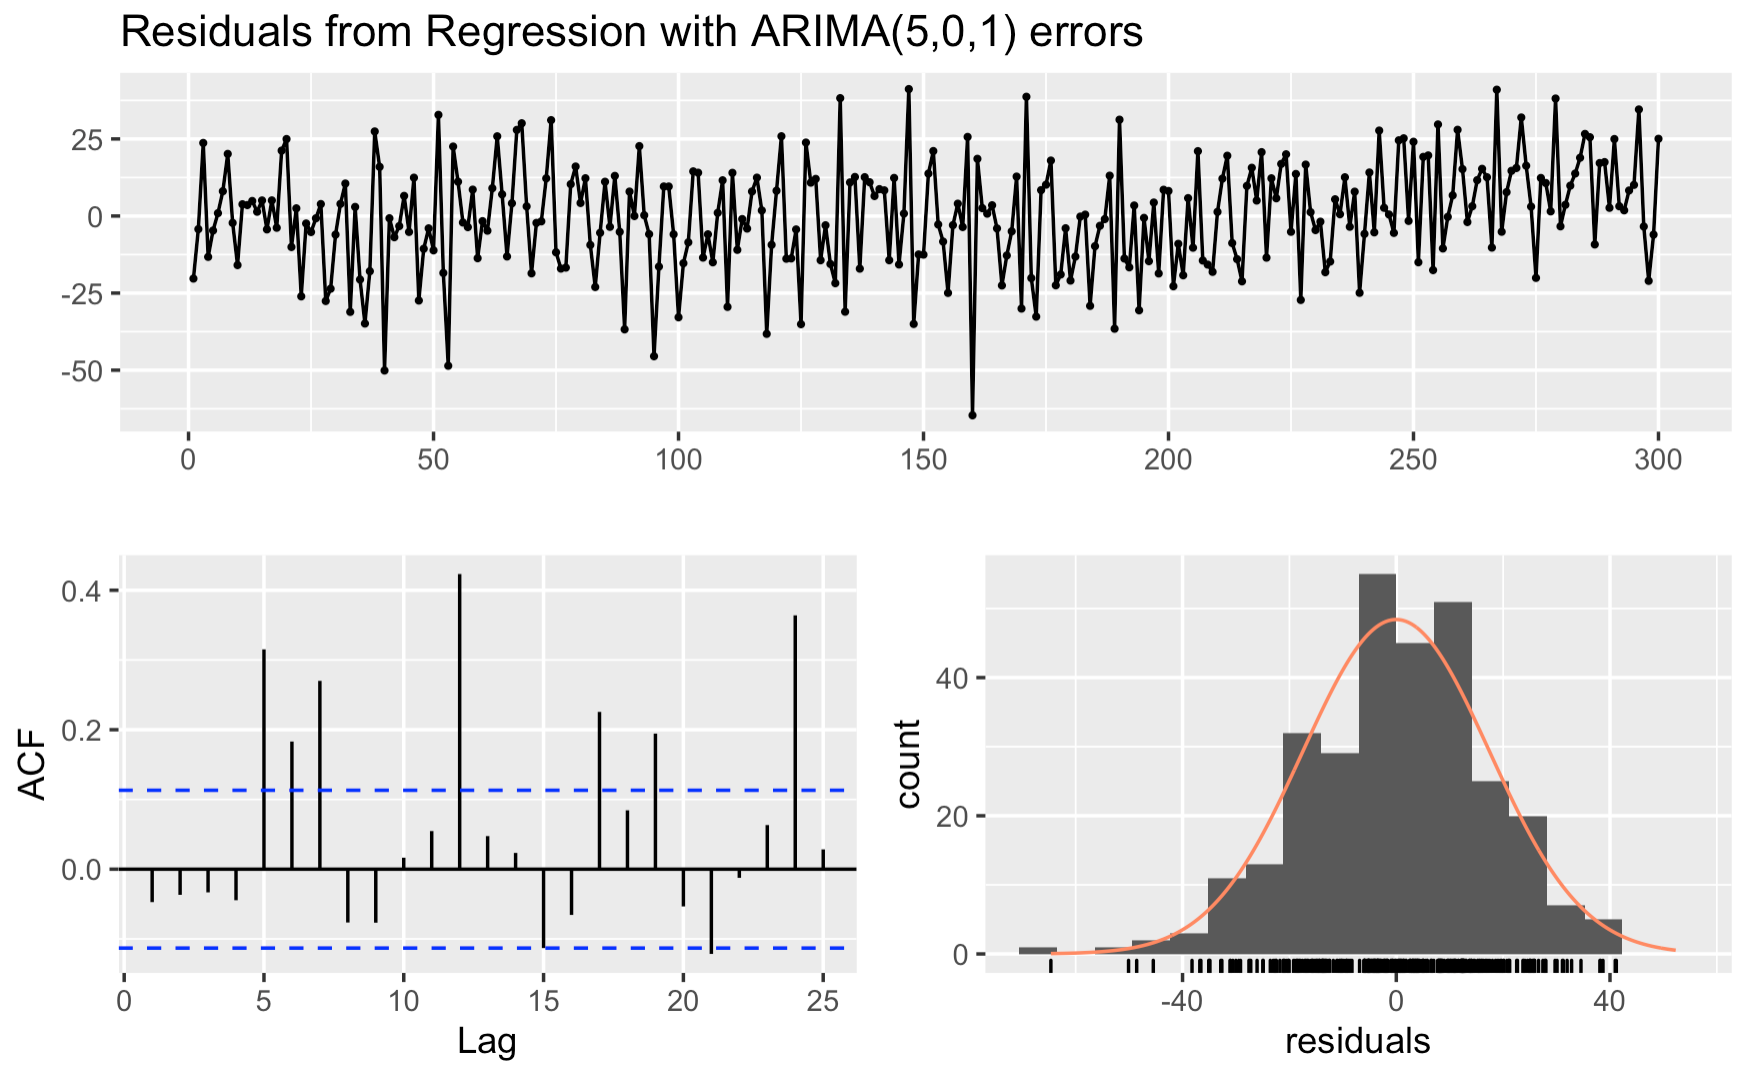 Residuals from Regression with ARIMA(5,0,1) errors
25
0
-25
-50
0 50 100 150 200 250 300
ACF
0.4
0.2
0.0
0 5 10 15 20 25
Lag
count
40
20
0
-40 0 40
residuals